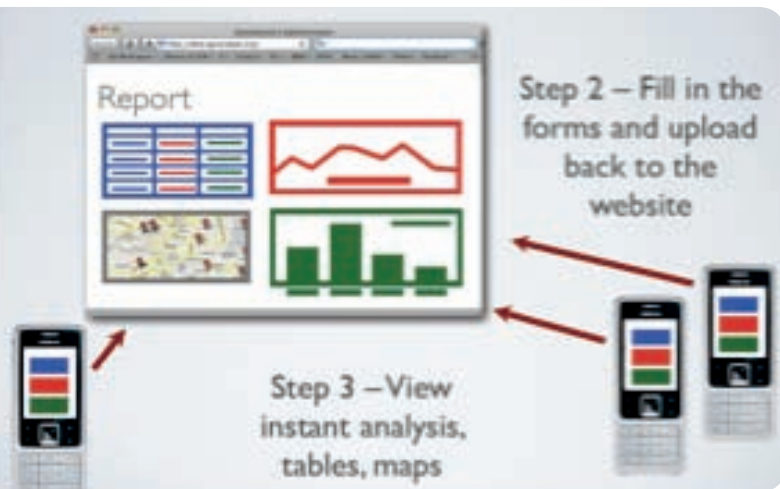 Report
Step 2 – Fill in the
forms and upload
back to the
website
Step 3 – View
instant analysis,
tables, maps